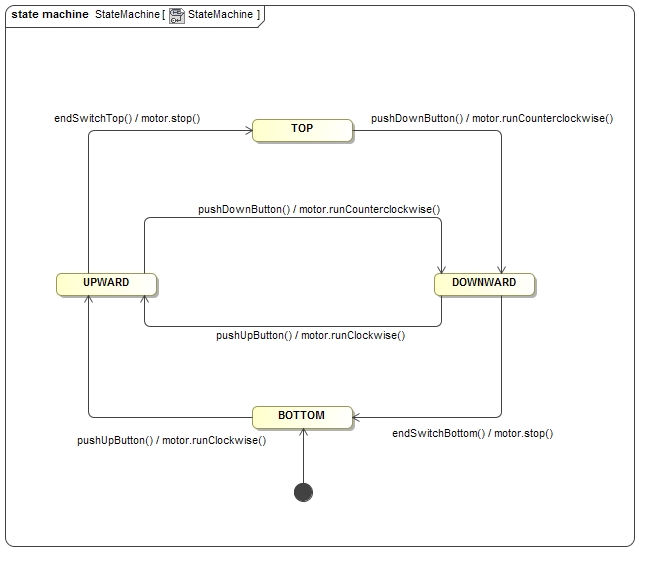 state machine StateMachine [ StateMachine ]
endSwitchTop() / motor.stop()
TOP
pushDownButton() / motor.runCounterclockwise()
pushDownButton() / motor.runCounterclockwise()
UPWARD
DOWNWARD
pushUpButton() / motor.runClockwise()
BOTTOM
endSwitchBottom() / motor.stop()
pushUpButton() / motor.runClockwise()